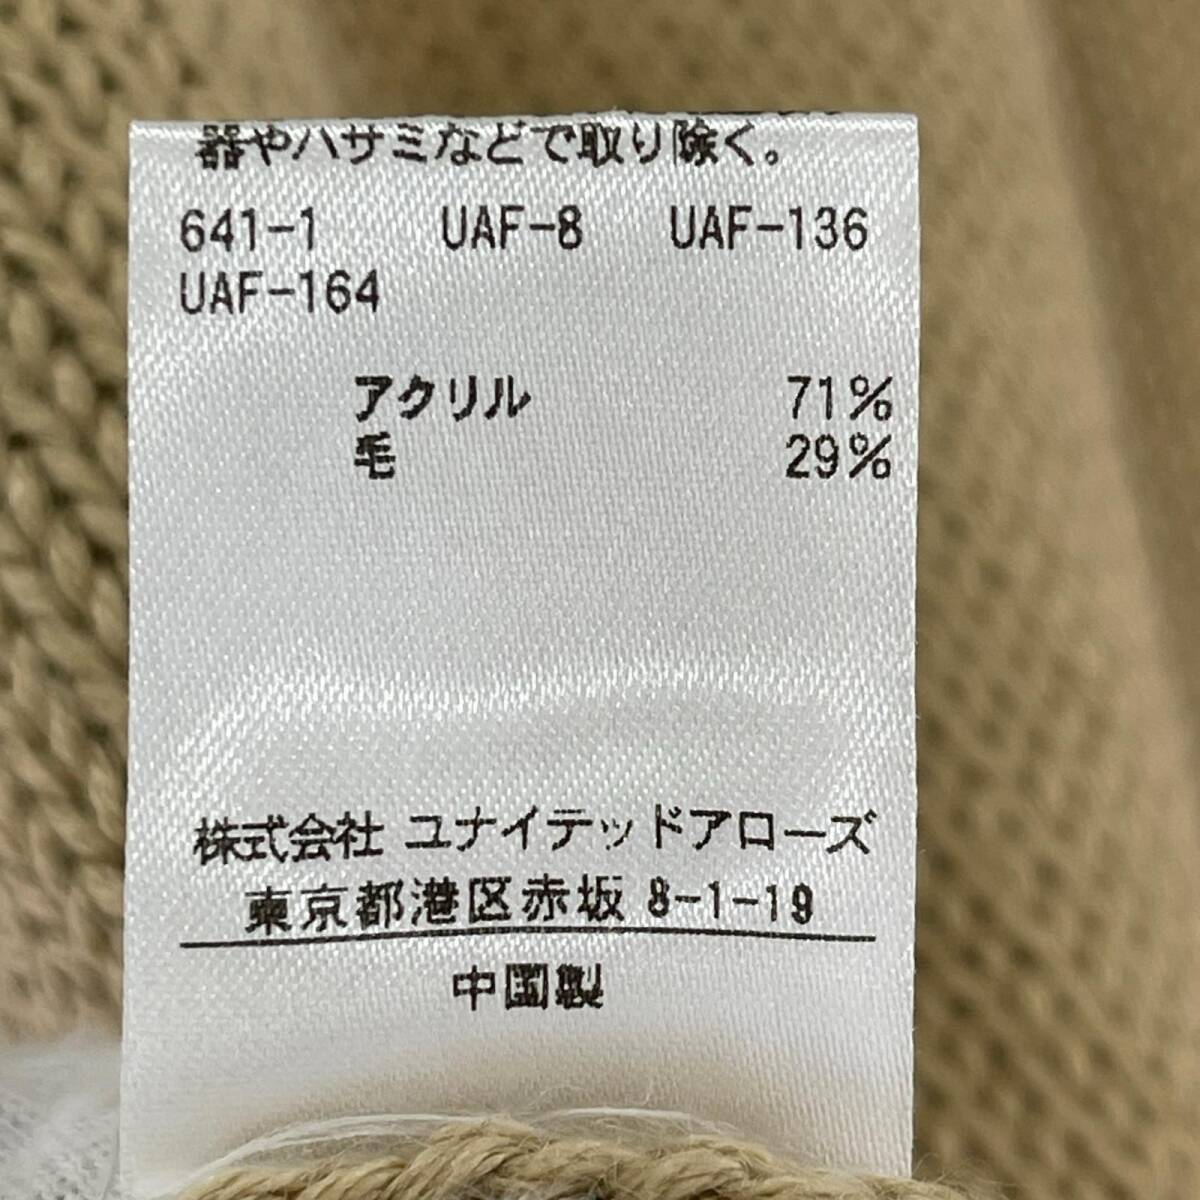 器やハサミなどで取り除く。
641-1 UAF-8 UAF-136
UAF-164
アクリル 71%
毛 29%
株式会社 ユナイテッドアローズ
東京都港区赤坂 8-1-19
中国製